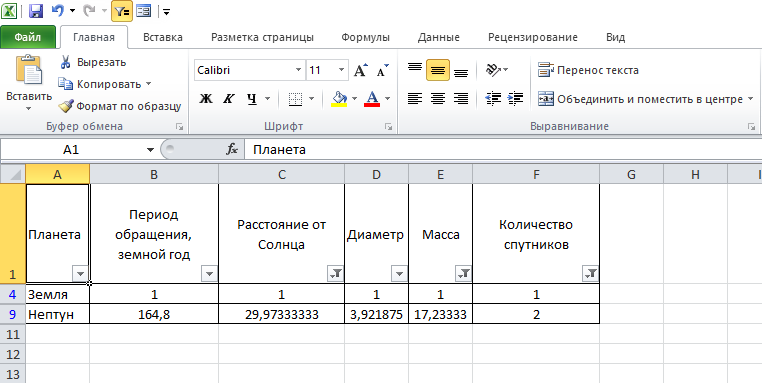 Файл Главная Вставка Разметка страницы Формулы Данные Рецензирование Вид
Вставить
Вырезать
Копировать
Формат по образцу
Буфер обмена
Calibri 11 A A
Ж К Ч А
Шрифт
Перенос текста
Объединить и поместить в центре
Выравнивание
A1 fx Планета
A B C D E F G H I
1
Планета
Период обращения, земной год
Расстояние от Солнца
Диаметр
Масса
Количество спутников
4 Земля 1 1 1 1 1
9 Нептун 164,8 29,97333333 3,921875 17,23333 2
11
12
13